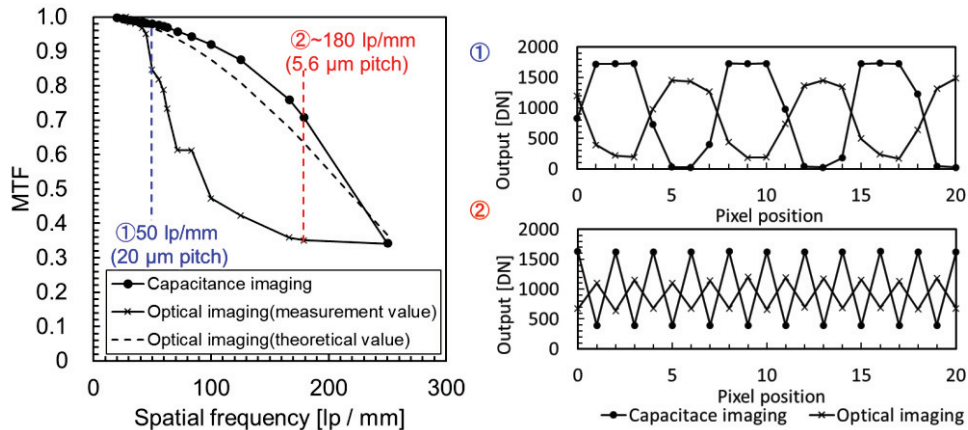 MTF
1.0
0.9
0.8
0.7
0.6
0.5
0.4
0.3
0.2
0.1
0.0
②~180 lp/mm
(5.6 µm pitch)
①50 lp/mm
(20 µm pitch)
Capacitance imaging
Optical imaging(measurement value)
Optical imaging(theoretical value)
0 100 200 300
Spatial frequency [lp / mm]
①
Output [DN]
2000
1500
1000
500
0
0 5 10 15 20
Pixel position
②
Output [DN]
2000
1500
1000
500
0
0 5 10 15 20
Pixel position
Capacitace imaging Optical imaging